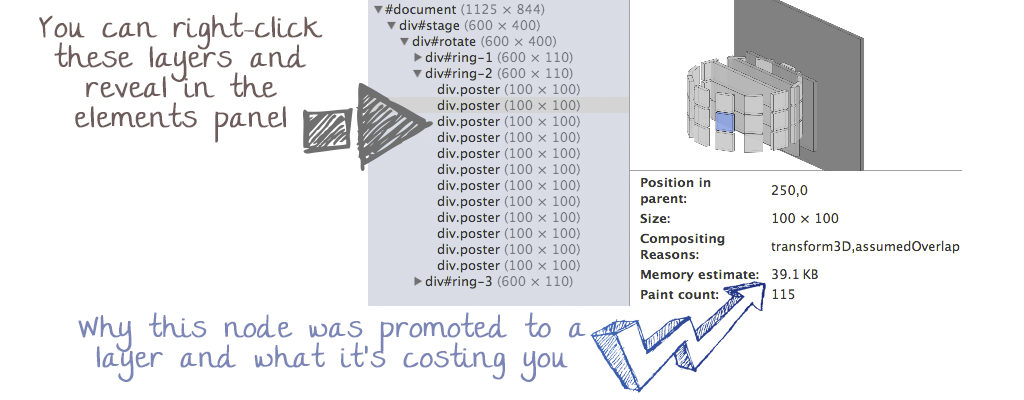 You can right-click
these layers and
reveal in the
elements panel
▼#document (1125 × 844)
▼div#stage (600 × 400)
▼div#rotate (600 × 400)
▶div#ring-1 (600 × 110)
▼div#ring-2 (600 × 110)
div.poster (100 × 100)
div.poster (100 × 100)
div.poster (100 × 100)
div.poster (100 × 100)
div.poster (100 × 100)
div.poster (100 × 100)
div.poster (100 × 100)
div.poster (100 × 100)
div.poster (100 × 100)
div.poster (100 × 100)
div.poster (100 × 100)
div.poster (100 × 100)
▶div#ring-3 (600 × 110)
Position in
parent: 250,0
Size: 100 × 100
Compositing
Reasons: transform3D,assumedOverlap
Memory estimate: 39.1 KB
Paint count: 115
Why this node was promoted to a
layer and what it's costing you